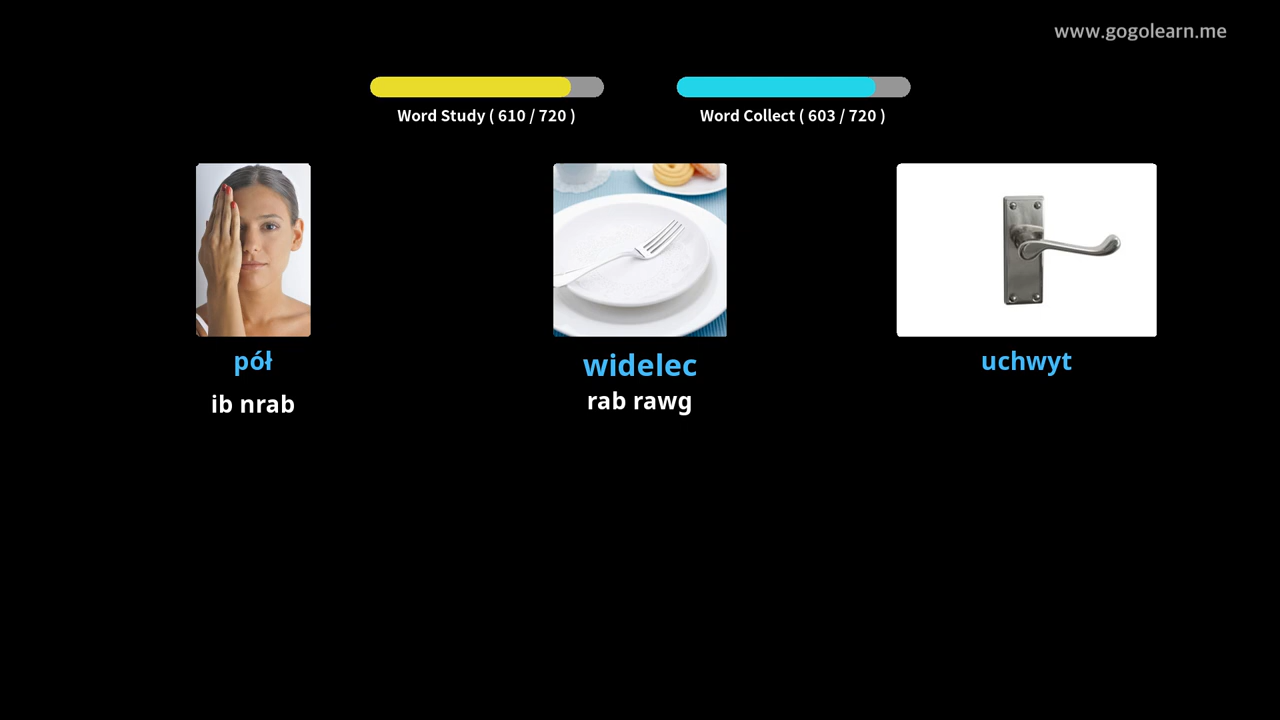 www.gogolearn.me
Word Study ( 610 / 720 )
Word Collect ( 603 / 720 )
pół
widelec
uchwyt
ib nrab
rab rawg